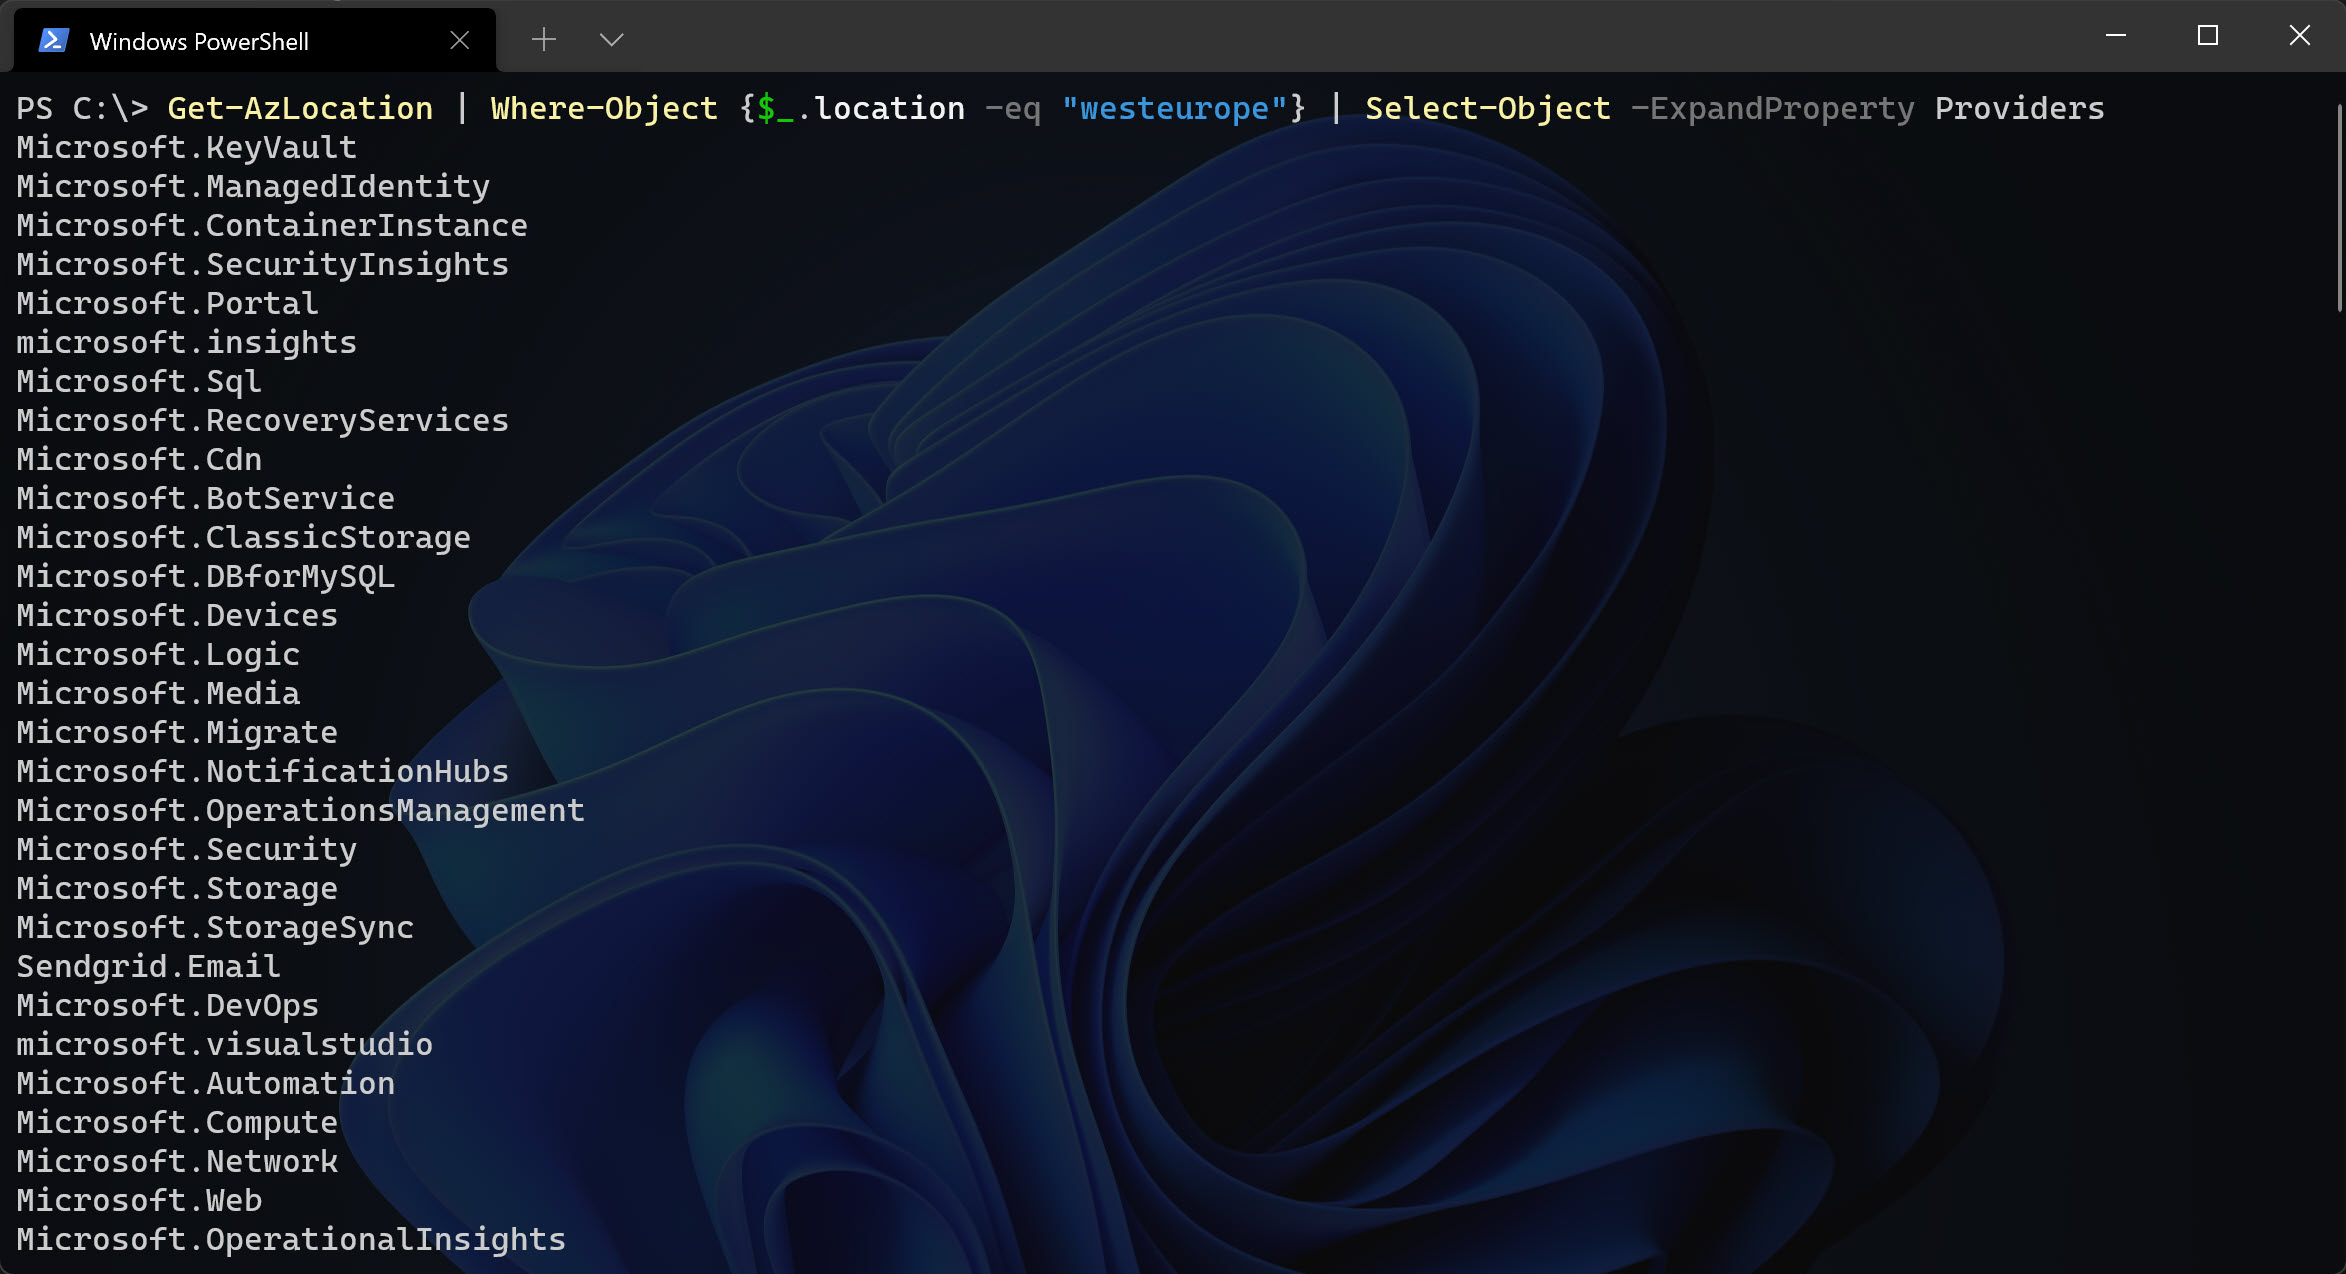 Windows PowerShell
PS C:\> Get-AzLocation | Where-Object {$_.location -eq "westeurope"} | Select-Object -ExpandProperty Providers
Microsoft.KeyVault
Microsoft.ManagedIdentity
Microsoft.ContainerInstance
Microsoft.SecurityInsights
Microsoft.Portal
microsoft.insights
Microsoft.Sql
Microsoft.RecoveryServices
Microsoft.Cdn
Microsoft.BotService
Microsoft.ClassicStorage
Microsoft.DBforMySQL
Microsoft.Devices
Microsoft.Logic
Microsoft.Media
Microsoft.Migrate
Microsoft.NotificationHubs
Microsoft.OperationsManagement
Microsoft.Security
Microsoft.Storage
Microsoft.StorageSync
Sendgrid.Email
Microsoft.DevOps
microsoft.visualstudio
Microsoft.Automation
Microsoft.Compute
Microsoft.Network
Microsoft.Web
Microsoft.OperationalInsights